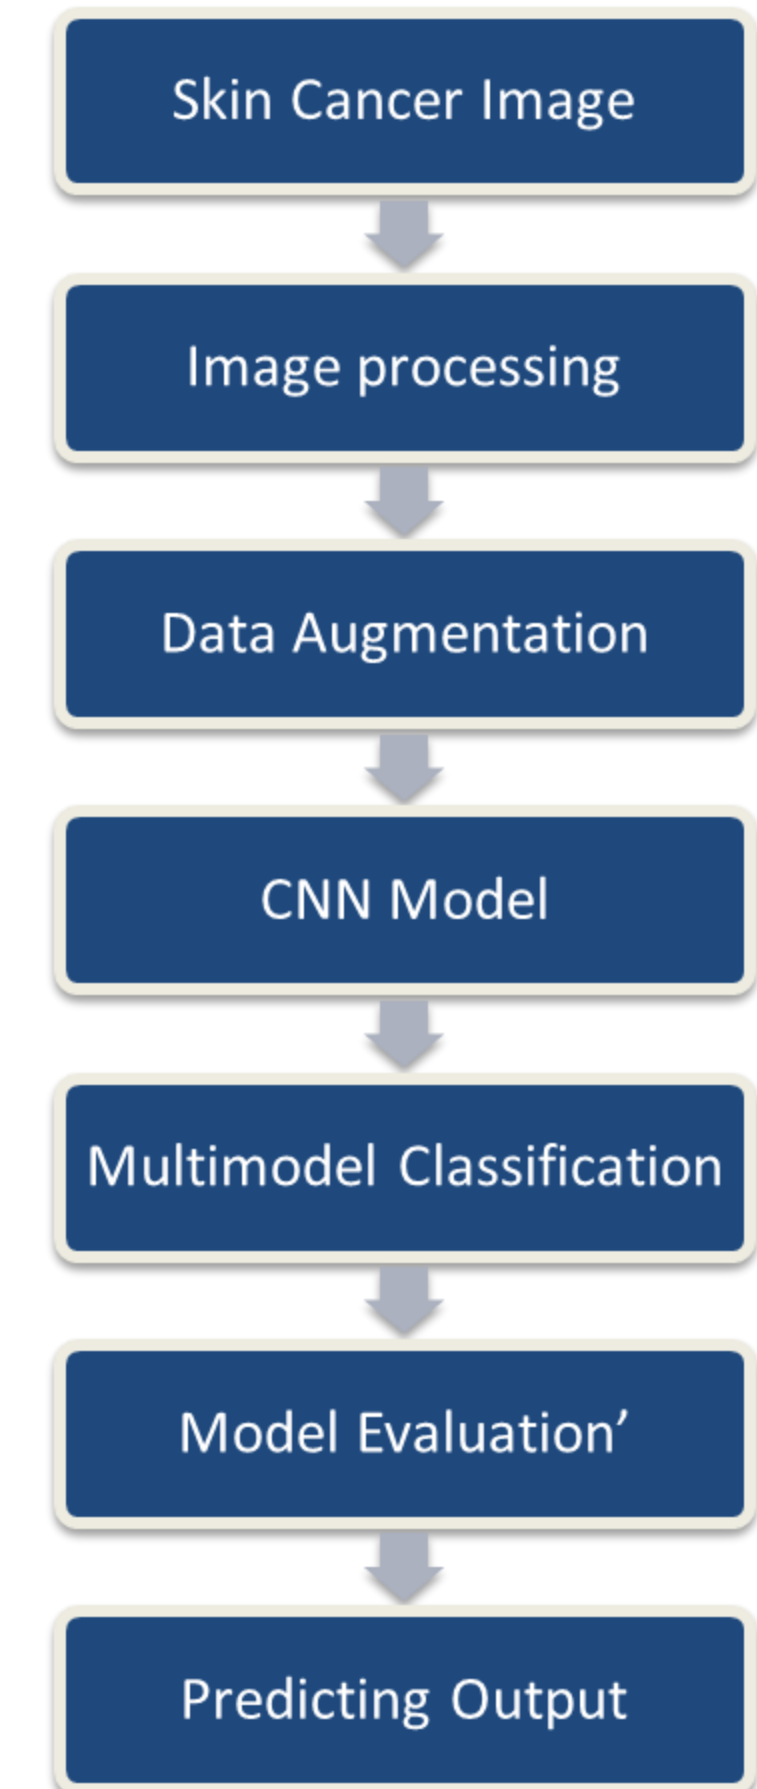 Skin Cancer Image
Image processing
Data Augmentation
CNN Model
Multimodel Classification
Model Evaluation’
Predicting Output